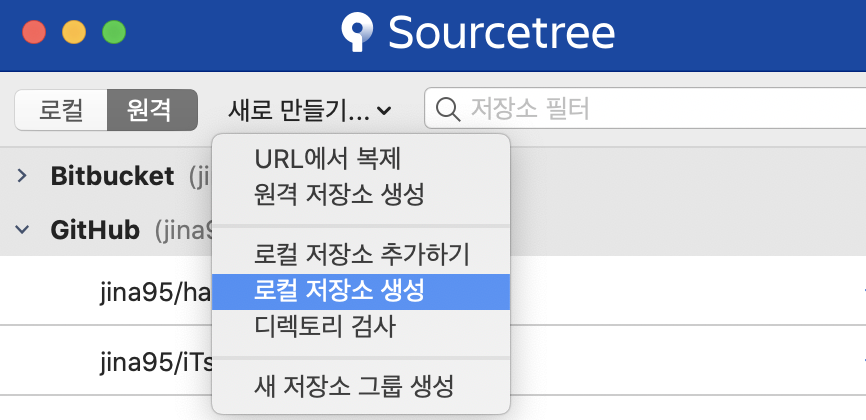 Sourcetree
로컬 원격 새로 만들기... 저장소 필터
URL에서 복제
원격 저장소 생성
로컬 저장소 추가하기
로컬 저장소 생성
디렉토리 검사
새 저장소 그룹 생성
Bitbucket (ji
GitHub (jina9
jina95/ha
jina95/iTs